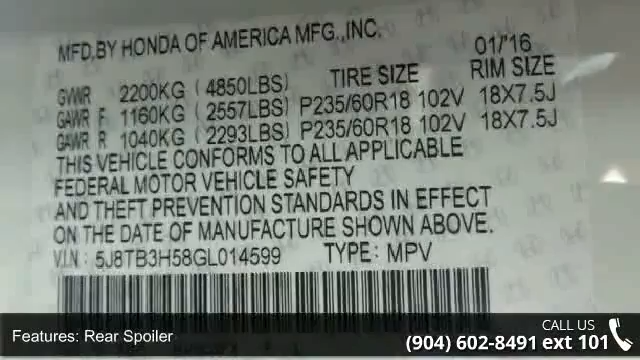 MFD.BY HONDA OF AMERICA MFG.,INC.
01/16
TIRE SIZE RIM SIZE
GVWR 2200KG ( 4850LBS)
GAWR F 1160KG ( 2557LBS) P235/60R18 102V 18X7.5J
GAWR R 1040KG ( 2293LBS) P235/60R18 102V 18X7.5J
THIS VEHICLE CONFORMS TO ALL APPLICABLE
FEDERAL MOTOR VEHICLE SAFETY
AND THEFT PREVENTION STANDARDS IN EFFECT
ON THE DATE OF MANUFACTURE SHOWN ABOVE.
V.I.N : 5J8TB3H58GL014599 TYPE: MPV
Features: Rear Spoiler
CALL US
(904) 602-8491 ext 101